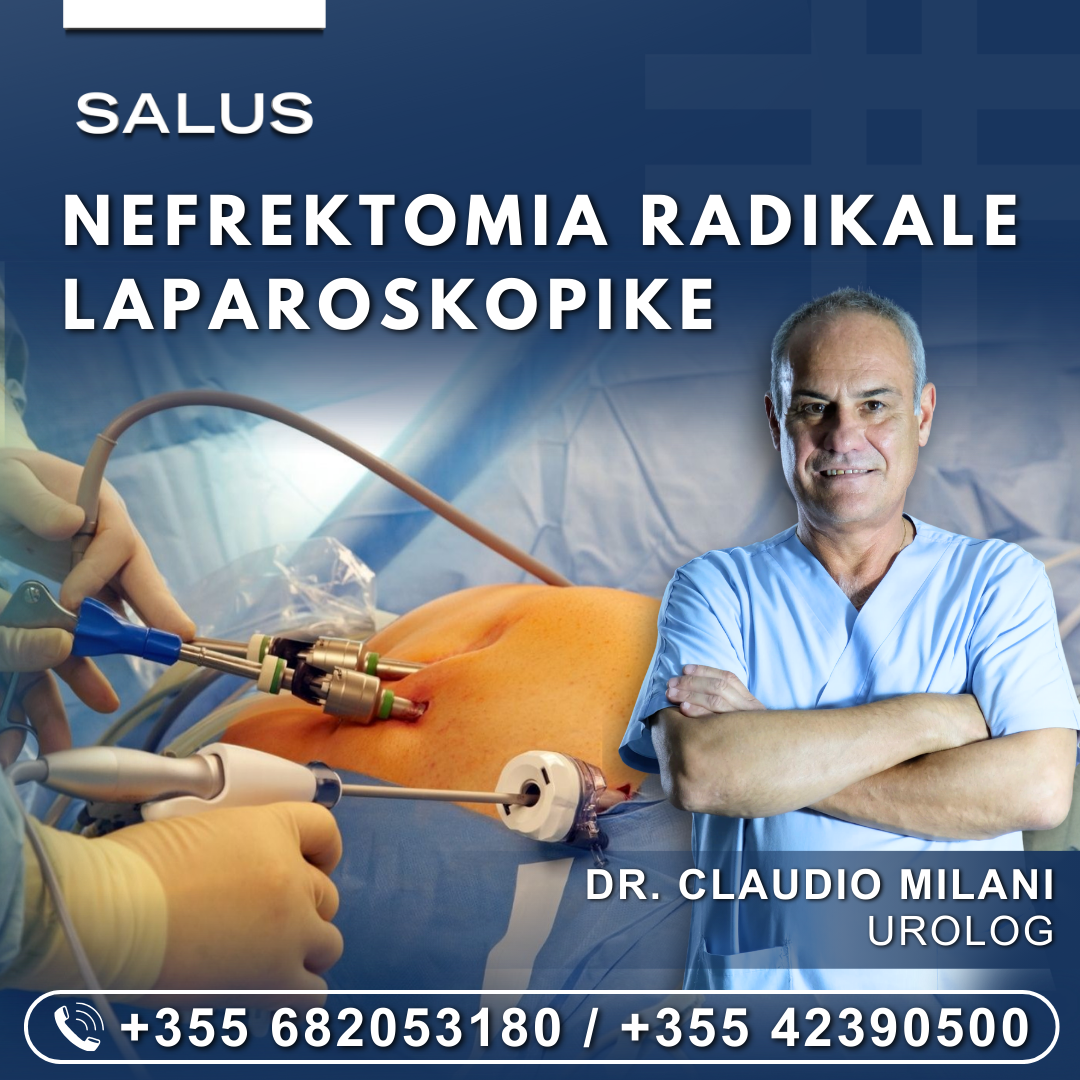 SALUS
NEFREKTOMIA RADIKALE
LAPAROSKOPIKE
DR. CLAUDIO MILANI
UROLOG
+355 682053180 / +355 42390500